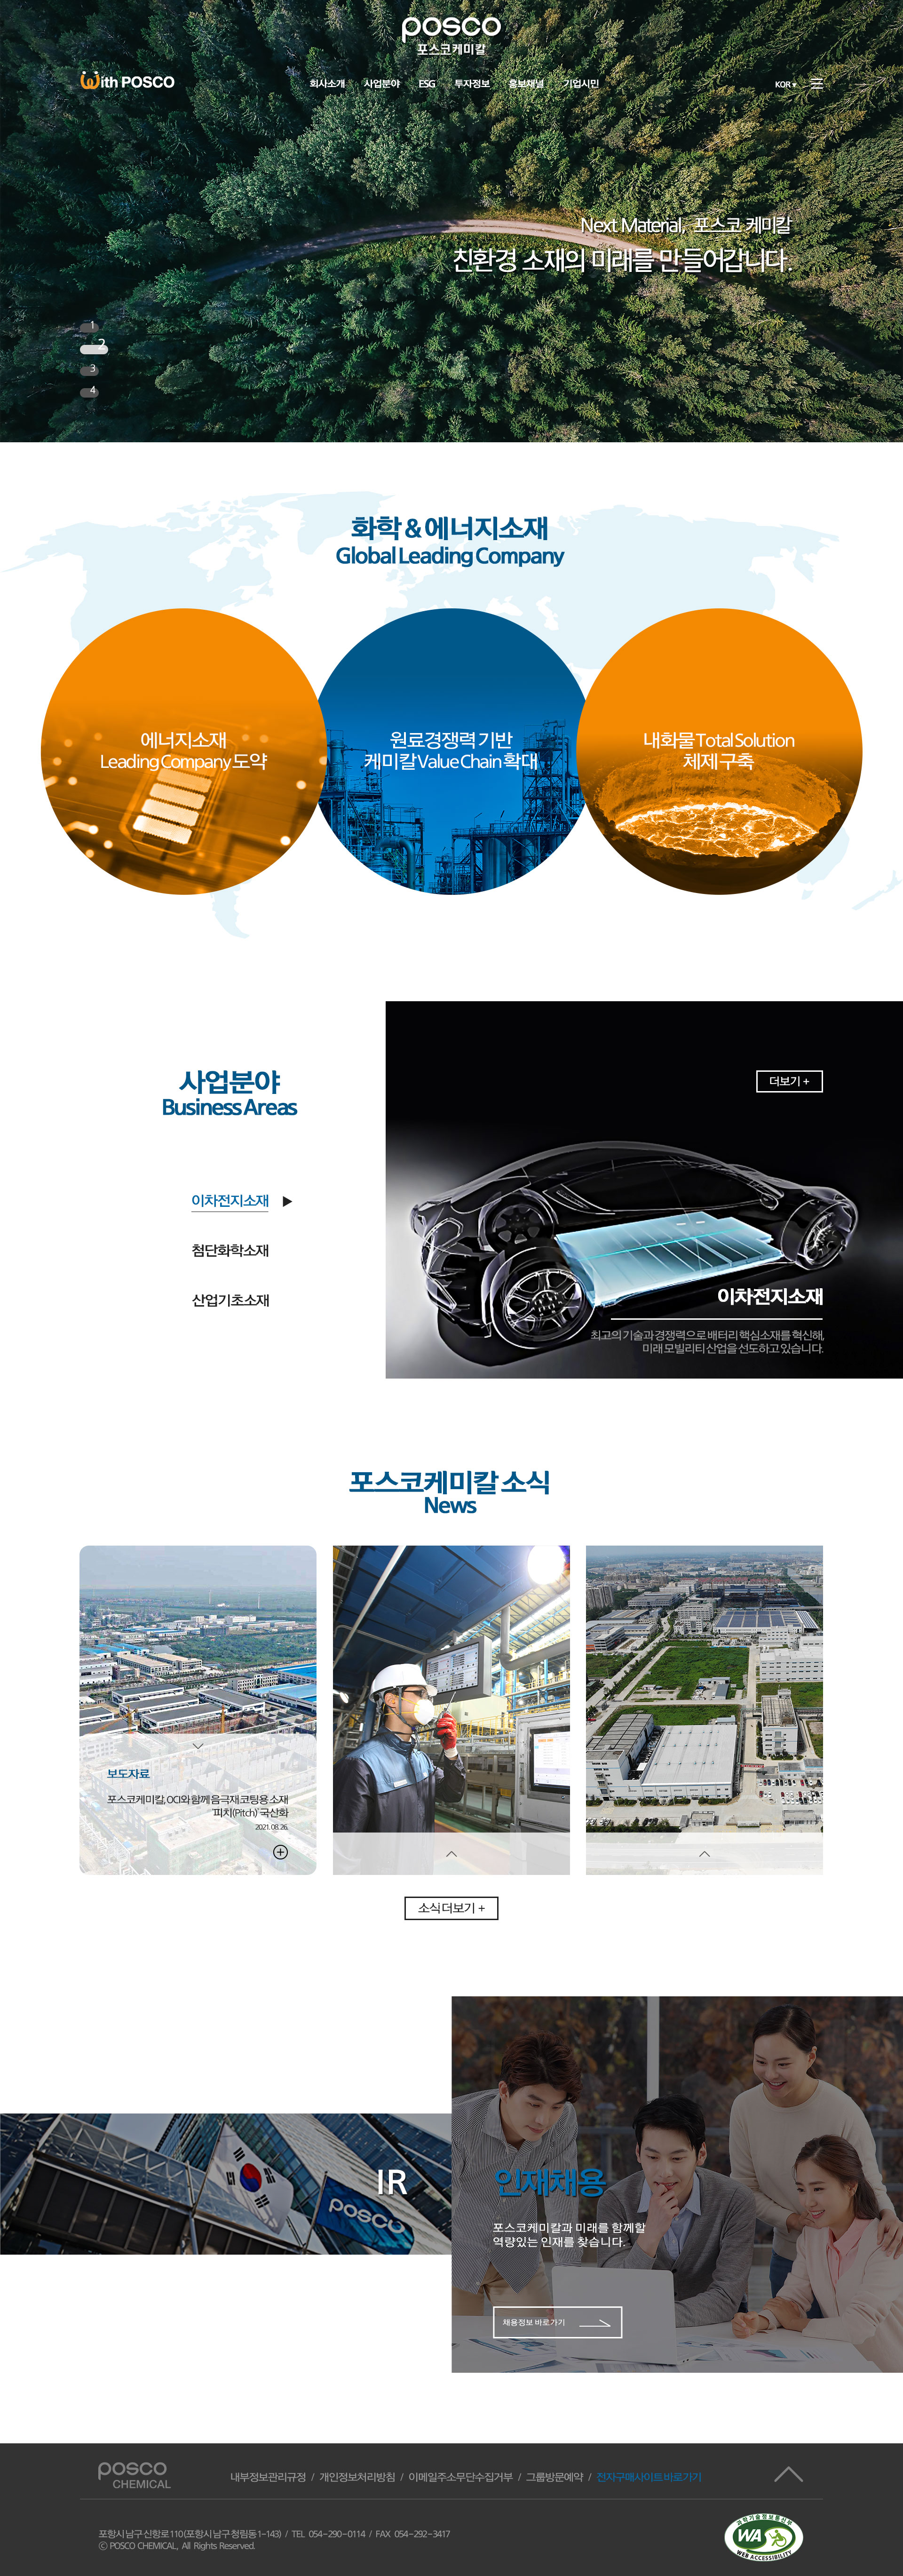 posco
포스코케미칼
With POSCO
회사소개 사업분야 ESG 투자정보 홍보채널 기업시민
KOR ▾
Next Material, 포스코 케미칼
친환경 소재의 미래를 만들어갑니다.
1
2
3
4
화학 & 에너지소재
Global Leading Company
에너지소재
Leading Company 도약
원료경쟁력 기반
케미칼 Value Chain 확대
내화물 Total Solution
체제 구축
사업분야
Business Areas
더보기 +
이차전지소재 ▶
첨단화학소재
산업기초소재
이차전지소재
최고의 기술과 경쟁력으로 배터리 핵심소재를 혁신해,
미래 모빌리티 산업을 선도하고 있습니다.
포스코케미칼 소식
News
보도자료
포스코케미칼, OCI와 함께 음극재 코팅용 소재
'피치(Pitch)' 국산화
2021. 08. 26.
소식 더보기 +
IR
posco
인재채용
포스코케미칼과 미래를 함께할
역량있는 인재를 찾습니다.
채용정보 바로가기
posco
CHEMICAL
내부정보관리규정 / 개인정보처리방침 / 이메일주소무단수집거부 / 그룹방문예약 / 전자구매사이트 바로가기
포항시 남구 신항로 110 (포항시 남구 청림동 1-143) / TEL 054-290-0114 / FAX 054-292-3417
ⓒ POSCO CHEMICAL, All Rights Reserved.
과학기술정보통신부
WA
WEB ACCESSIBILITY